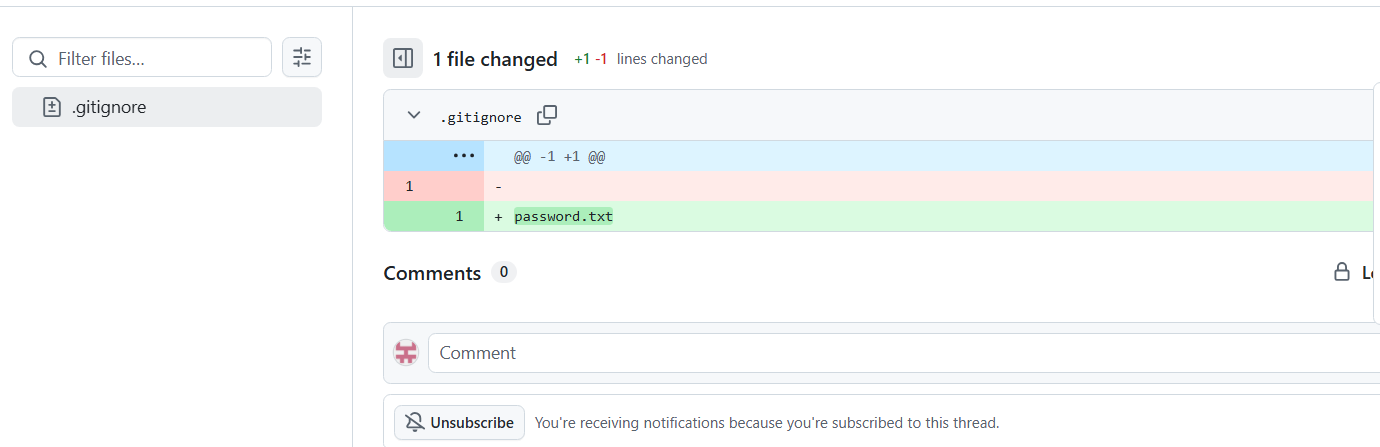 Filter files...
.gitignore
1 file changed +1 -1 lines changed
.gitignore
... @@ -1 +1 @@
1 -
1 + password.txt
Comments 0
Comment
Unsubscribe You're receiving notifications because you're subscribed to this thread.